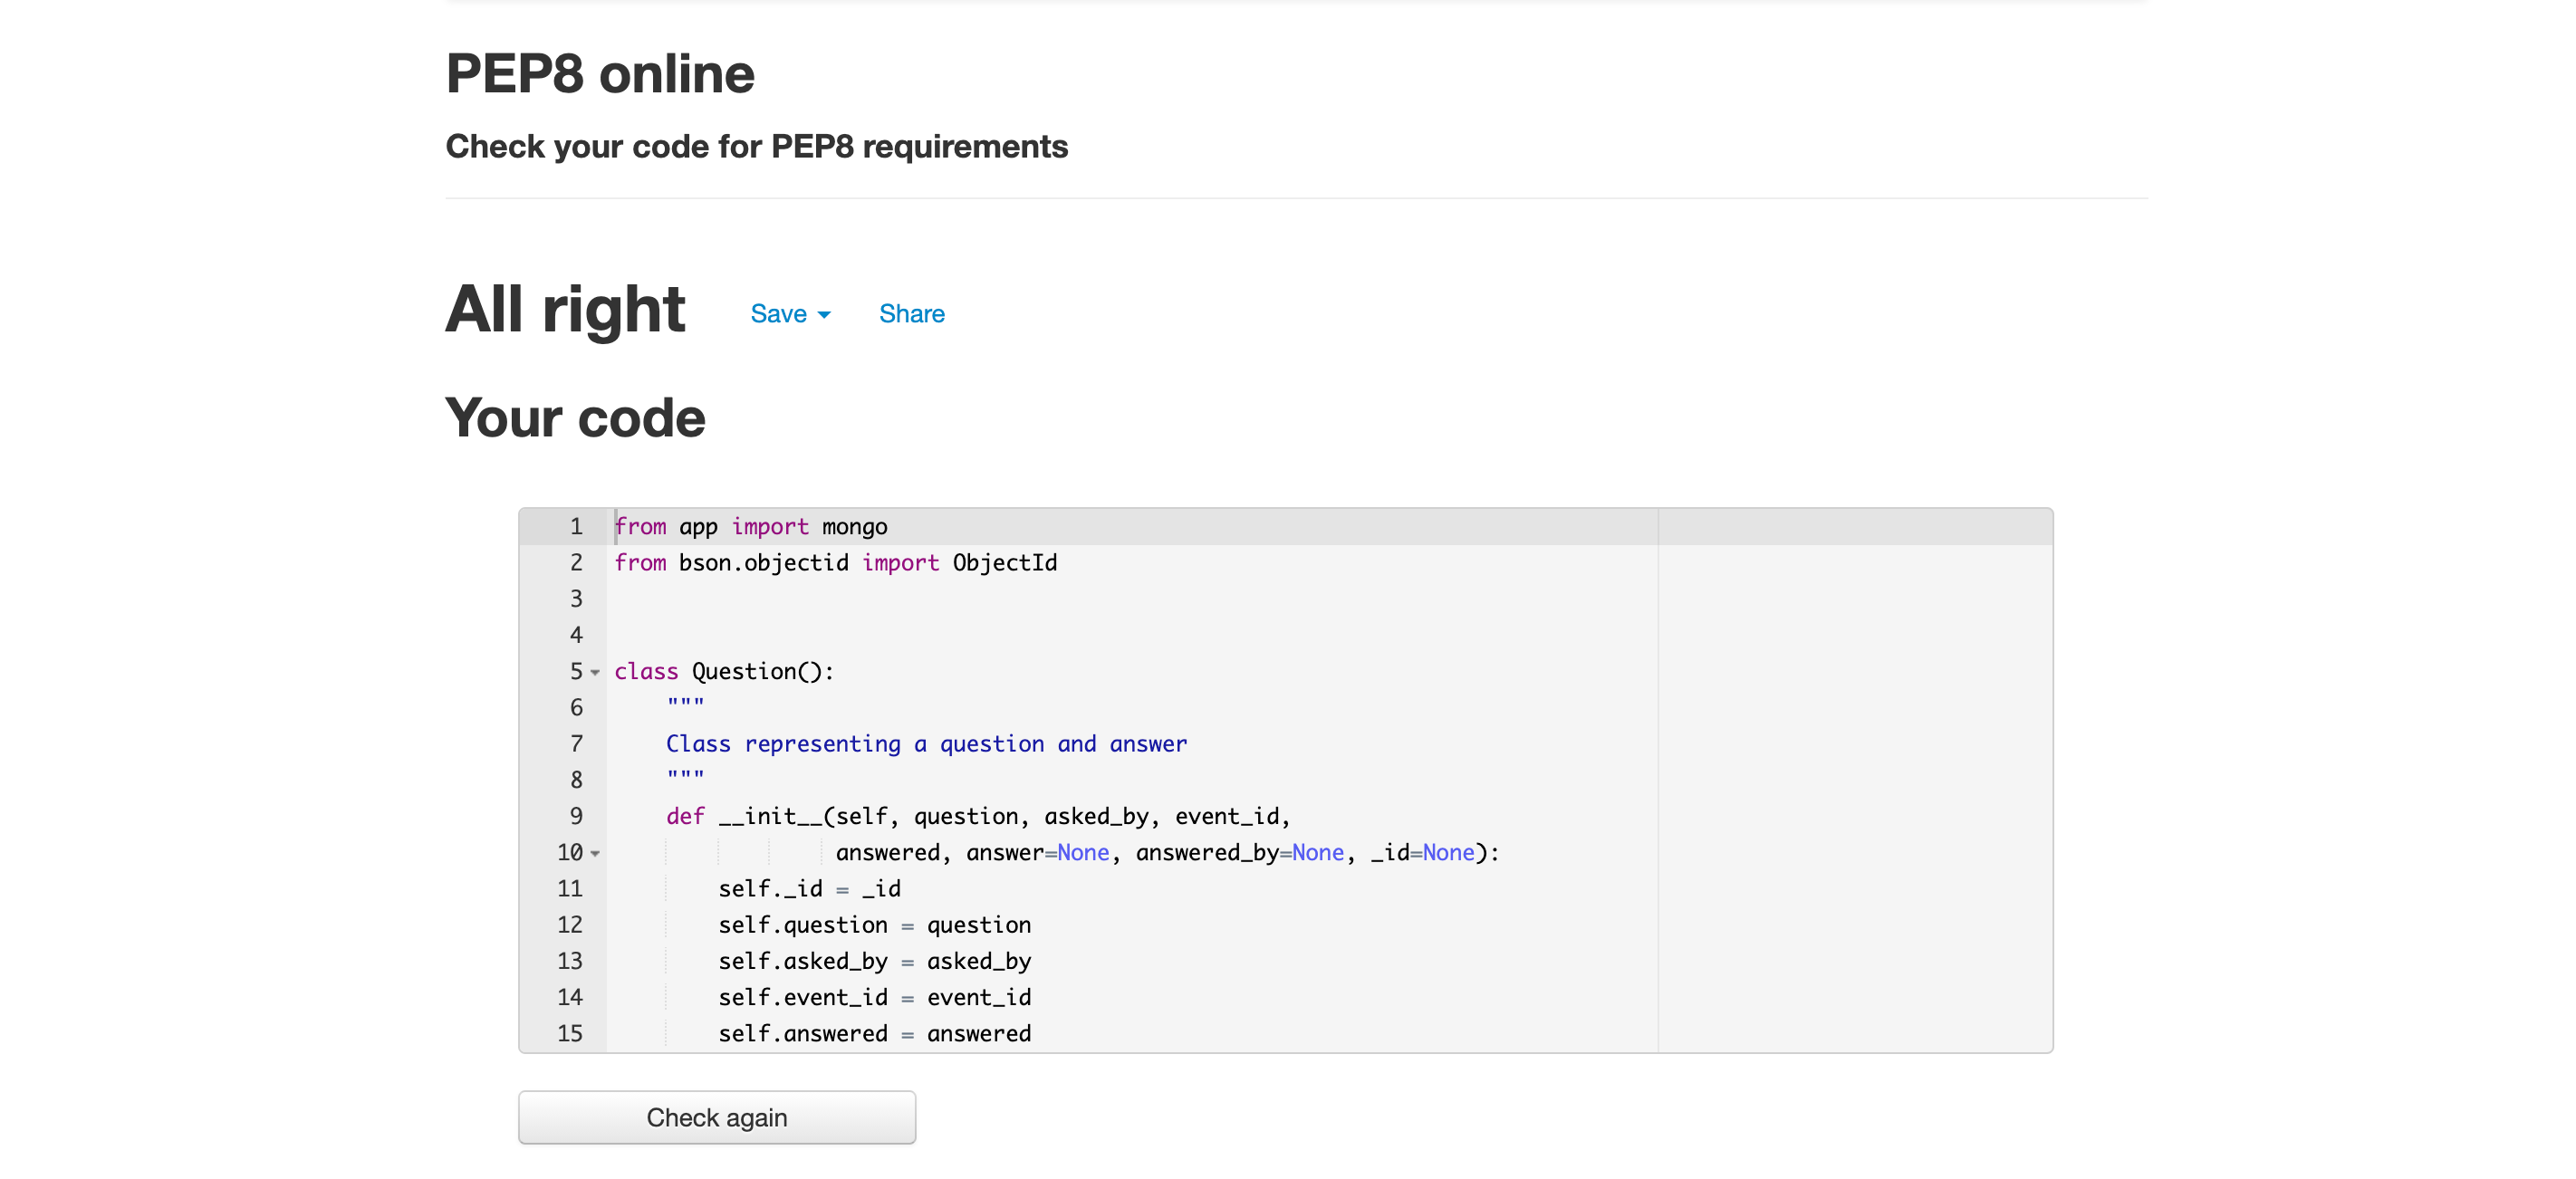 PEP8 online
Check your code for PEP8 requirements
All right Save Share
Your code
1 from app import mongo
2 from bson.objectid import ObjectId
3
4
5 class Question():
6     """
7     Class representing a question and answer
8     """
9     def __init__(self, question, asked_by, event_id,
10                  answered, answer=None, answered_by=None, _id=None):
11         self._id = _id
12         self.question = question
13         self.asked_by = asked_by
14         self.event_id = event_id
15         self.answered = answered
Check again